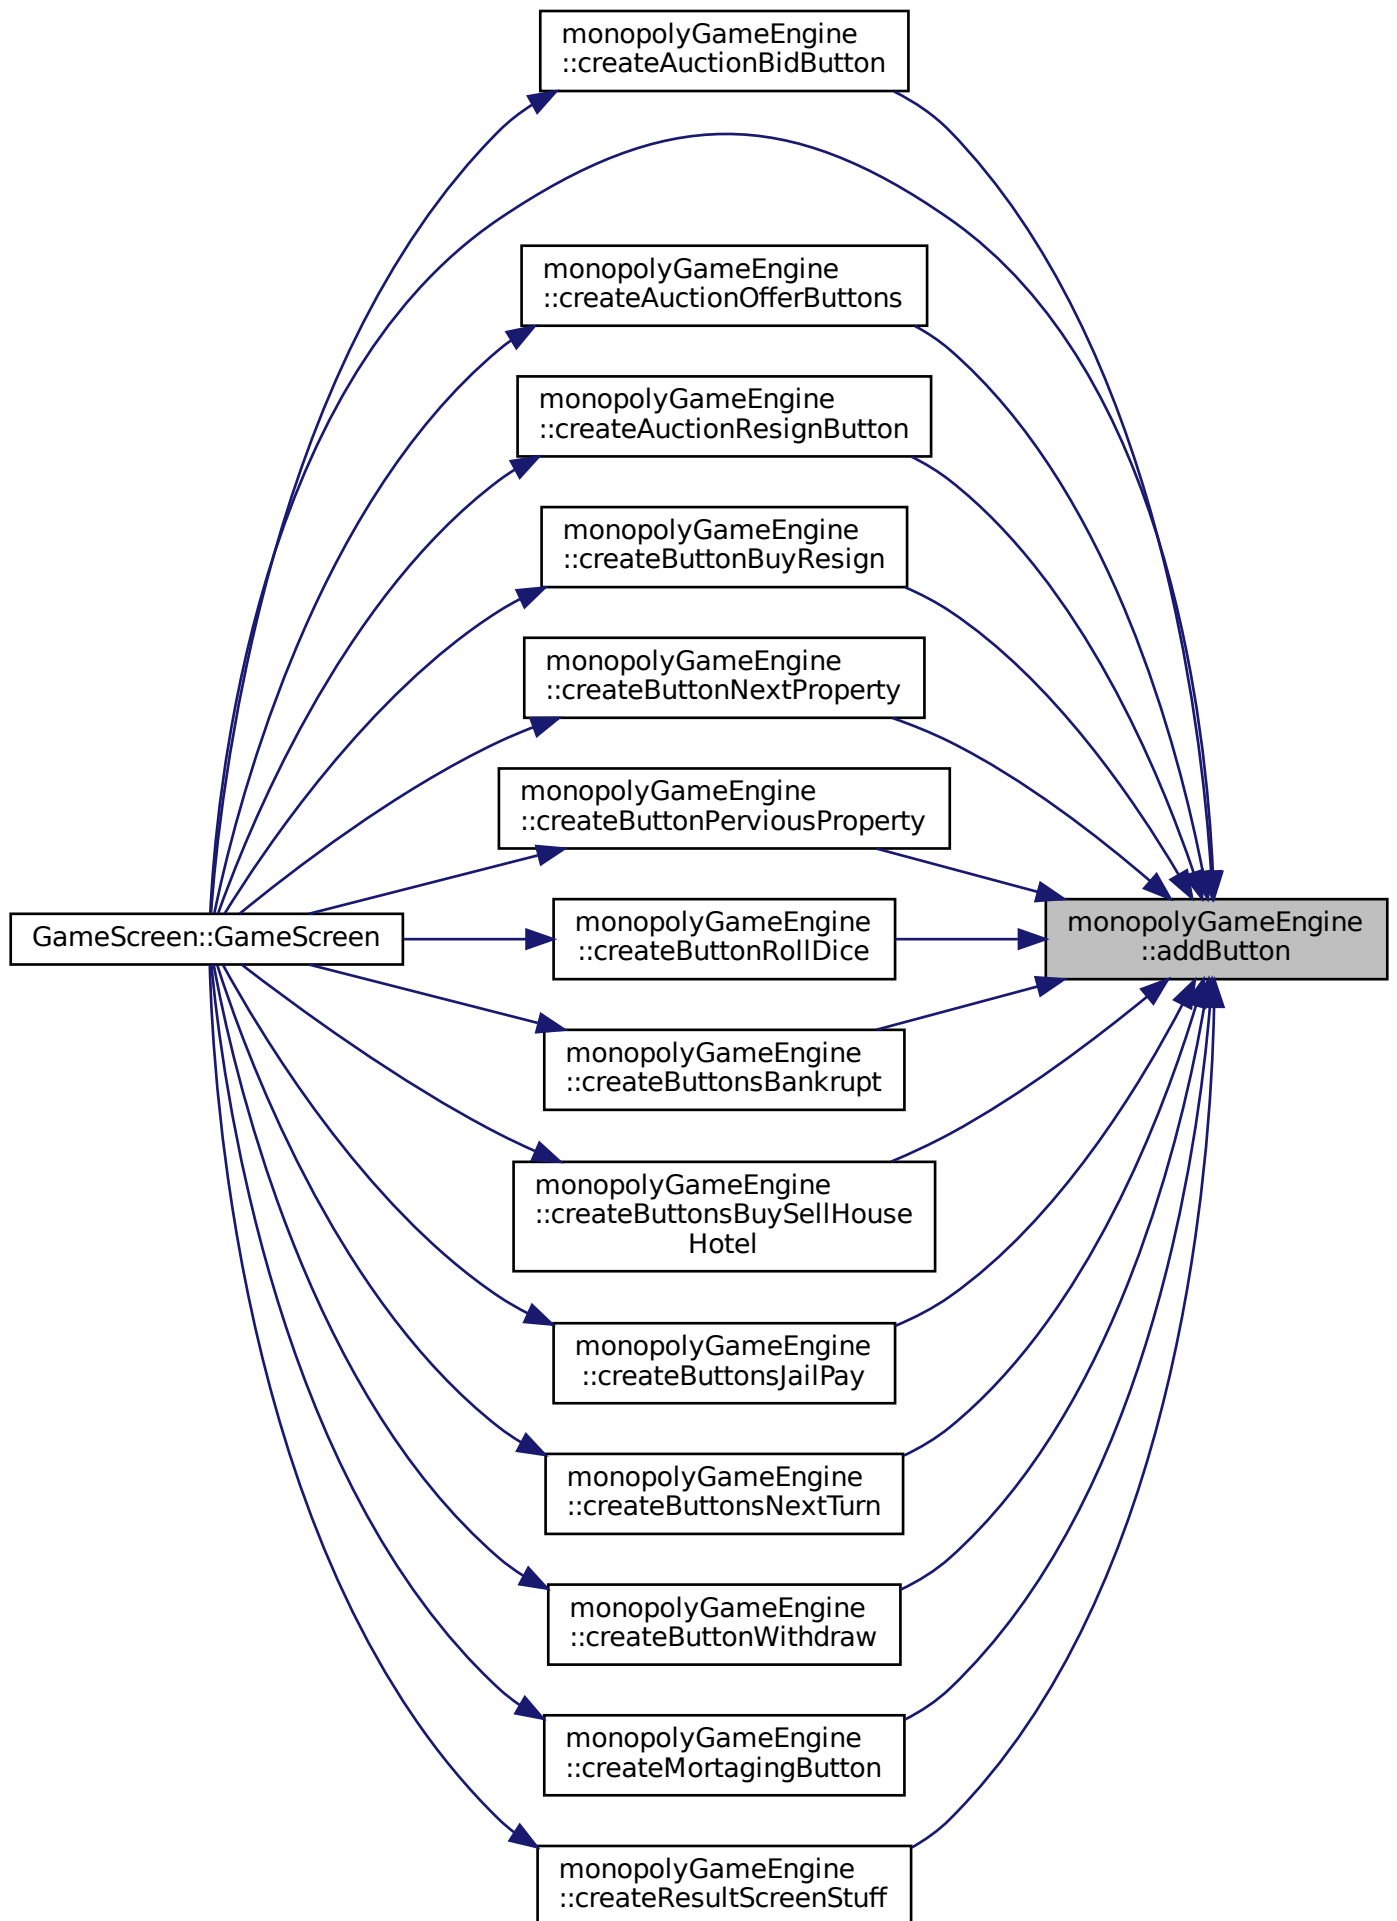 monopolyGameEngine
::createAuctionBidButton
monopolyGameEngine
::createAuctionOfferButtons
monopolyGameEngine
::createAuctionResignButton
monopolyGameEngine
::createButtonBuyResign
monopolyGameEngine
::createButtonNextProperty
monopolyGameEngine
::createButtonPerviousProperty
GameScreen::GameScreen
monopolyGameEngine
::createButtonRollDice
monopolyGameEngine
::addButton
monopolyGameEngine
::createButtonsBankrupt
monopolyGameEngine
::createButtonsBuySellHouse
Hotel
monopolyGameEngine
::createButtonsJailPay
monopolyGameEngine
::createButtonsNextTurn
monopolyGameEngine
::createButtonWithdraw
monopolyGameEngine
::createMortagingButton
monopolyGameEngine
::createResultScreenStuff